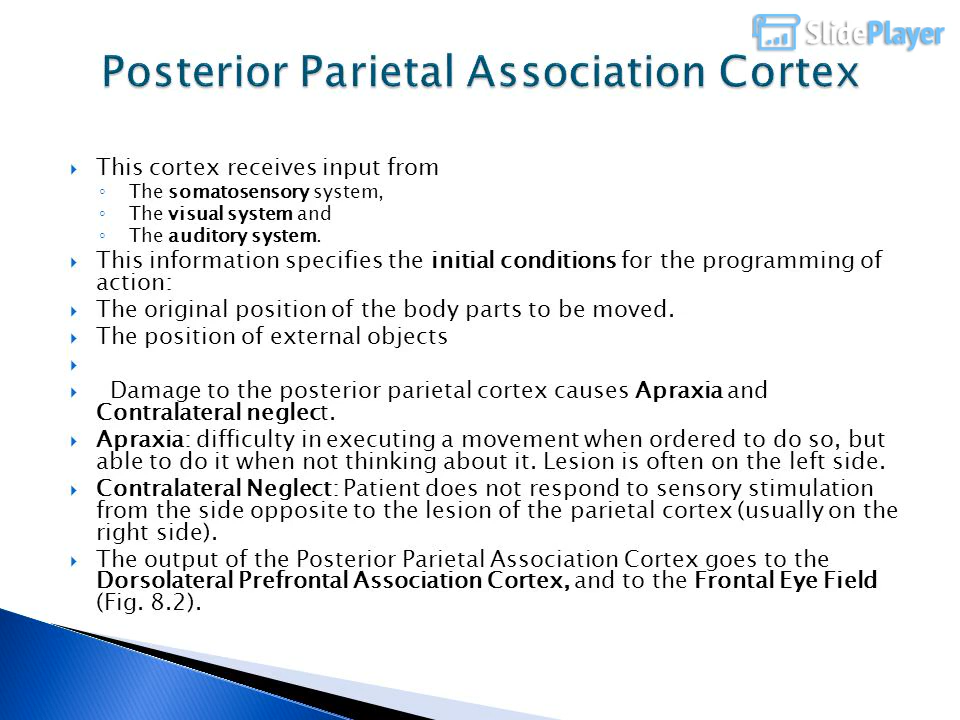 SlidePlayer
Posterior Parietal Association Cortex
This cortex receives input from
The somatosensory system,
The visual system and
The auditory system.
This information specifies the initial conditions for the programming of
action:
The original position of the body parts to be moved.
The position of external objects
Damage to the posterior parietal cortex causes Apraxia and
Contralateral neglect.
Apraxia: difficulty in executing a movement when ordered to do so, but
able to do it when not thinking about it. Lesion is often on the left side.
Contralateral Neglect: Patient does not respond to sensory stimulation
from the side opposite to the lesion of the parietal cortex (usually on the
right side).
The output of the Posterior Parietal Association Cortex goes to the
Dorsolateral Prefrontal Association Cortex, and to the Frontal Eye Field
(Fig. 8.2).